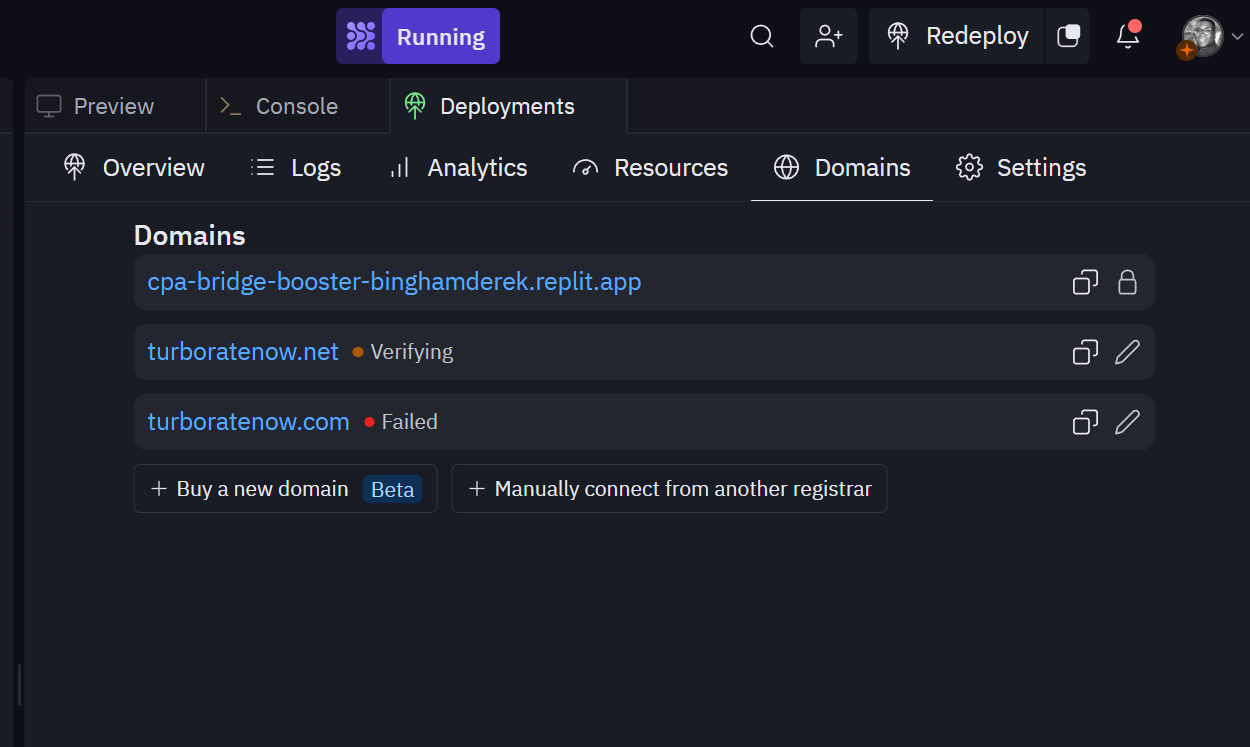 Running
Redeploy
Preview
Console
Deployments
Overview
Logs
Analytics
Resources
Domains
Settings
Domains
cpa-bridge-booster-binghamderek.replit.app
turboratenow.net Verifying
turboratenow.com Failed
+ Buy a new domain Beta
+ Manually connect from another registrar